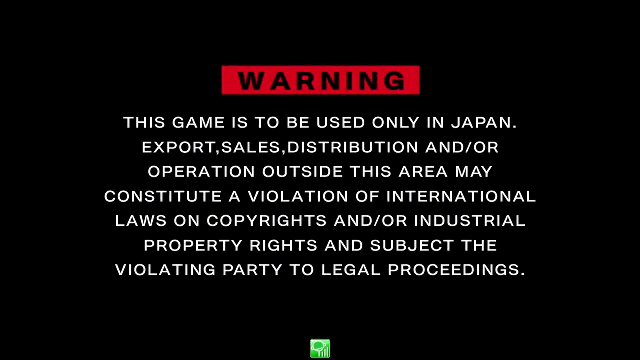 WARNING
THIS GAME IS TO BE USED ONLY IN JAPAN.
EXPORT,SALES,DISTRIBUTION AND/OR
OPERATION OUTSIDE THIS AREA MAY
CONSTITUTE A VIOLATION OF INTERNATIONAL
LAWS ON COPYRIGHTS AND/OR INDUSTRIAL
PROPERTY RIGHTS AND SUBJECT THE
VIOLATING PARTY TO LEGAL PROCEEDINGS.